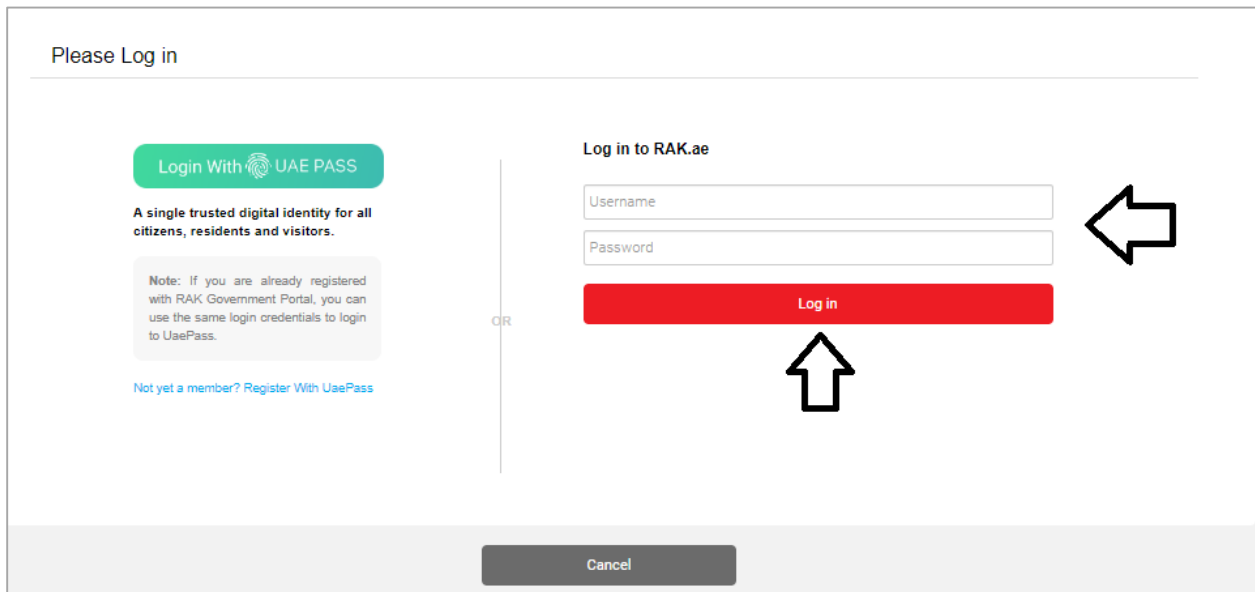 Please Log in
Login With UAE PASS
A single trusted digital identity for all
citizens, residents and visitors.
Note: If you are already registered
with RAK Government Portal, you can
use the same login credentials to login
to UaePass.
Not yet a member? Register With UaePass
OR
Log in to RAK.ae
Username
Password
Log in
Cancel